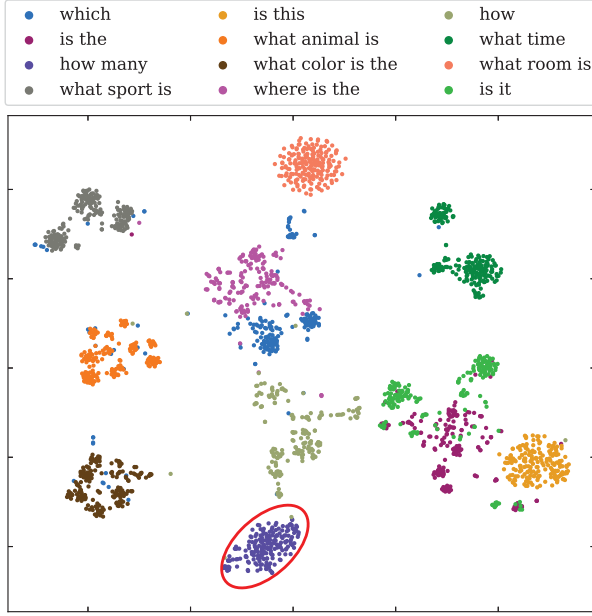 which
is the
how many
what sport is
is this
what animal is
what color is the
where is the
how
what time
what room is
is it